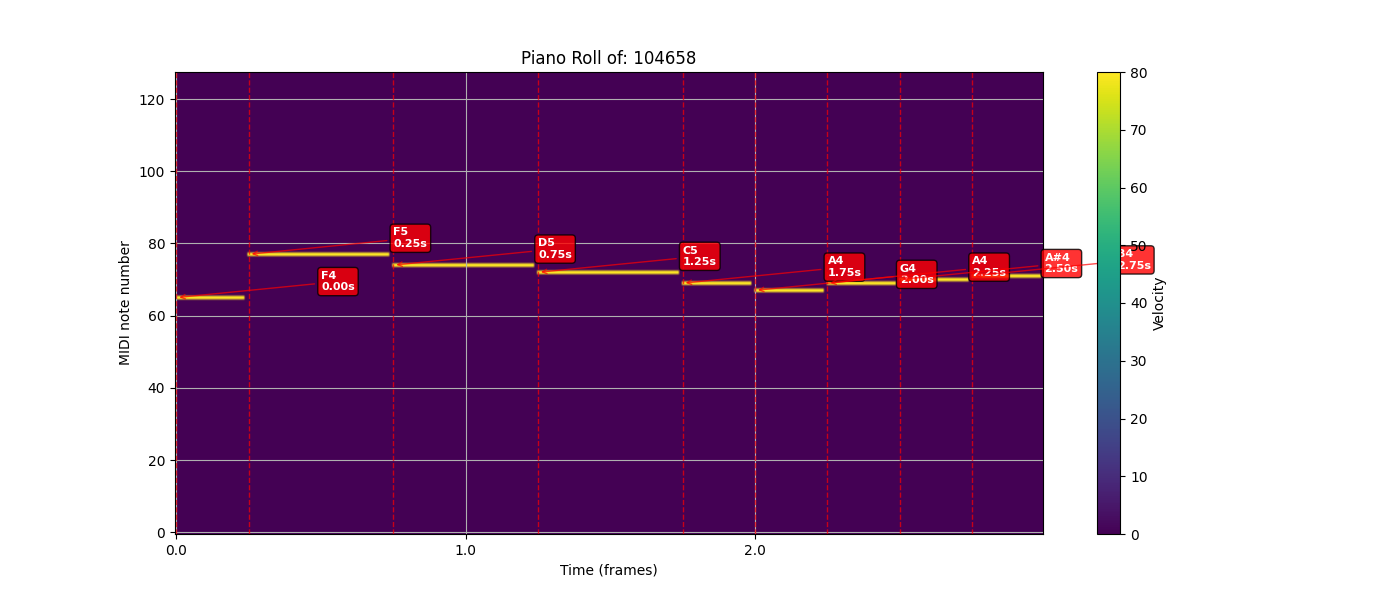 Piano Roll of: 104658
MIDI note number
120
100
80
60
40
20
0
F4
0.00s
F5
0.25s
D5
0.75s
C5
1.25s
A4
1.75s
G4
2.00s
A4
2.25s
A#4
2.50s
B4
2.75s
0.0
1.0
2.0
Time (frames)
80
70
60
50
40
30
20
10
0
Velocity